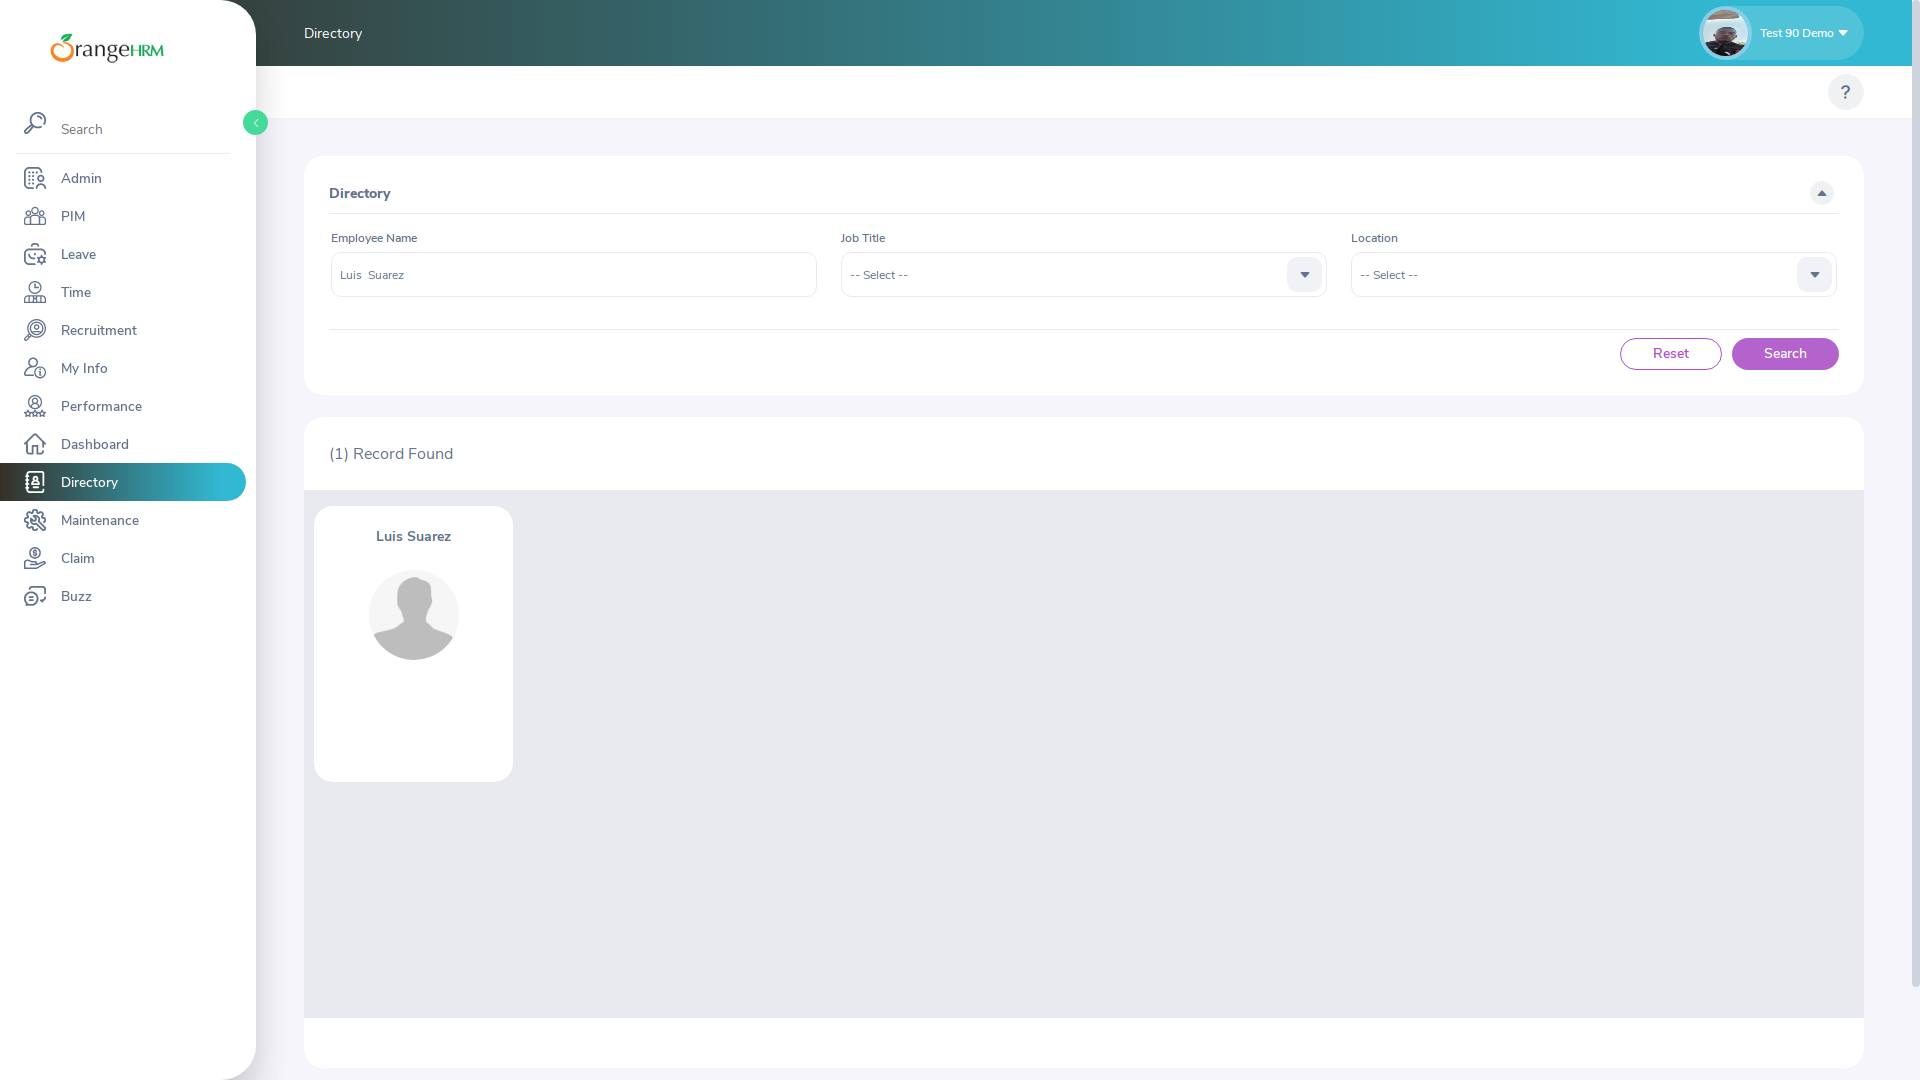 OrangeHRM
Directory
Test 90 Demo
?
Search
Admin
PIM
Leave
Time
Recruitment
My Info
Performance
Dashboard
Directory
Maintenance
Claim
Buzz
Directory
Employee Name
Job Title
Location
Luis  Suarez
-- Select --
-- Select --
Reset
Search
(1) Record Found
Luis Suarez